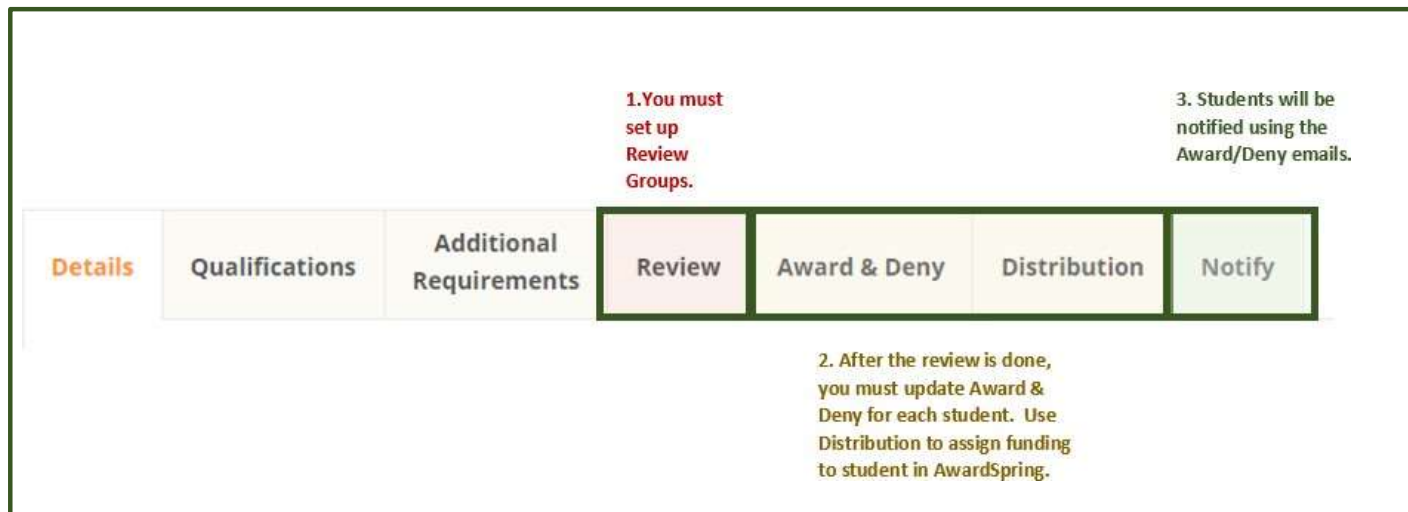 1.You must
set up
Review
Groups.
3. Students will be
notified using the
Award/Deny emails.
Details
Qualifications
Additional
Requirements
Review
Award & Deny
Distribution
Notify
2. After the review is done,
you must update Award &
Deny for each student.  Use
Distribution to assign funding
to student in AwardSpring.